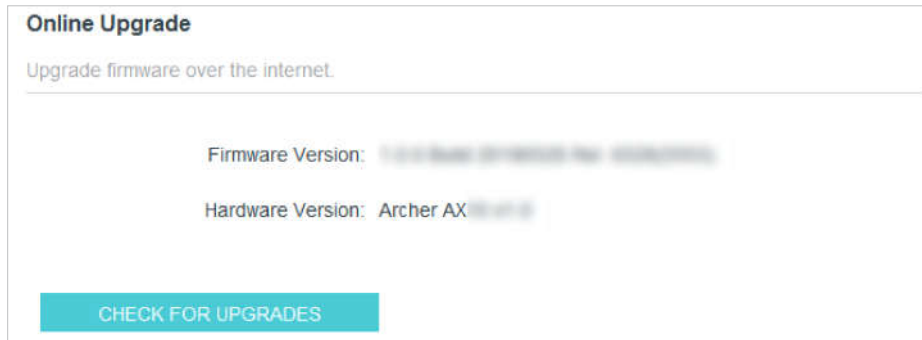 Online Upgrade
Upgrade firmware over the internet.
Firmware Version:
Hardware Version: Archer AX
CHECK FOR UPGRADES